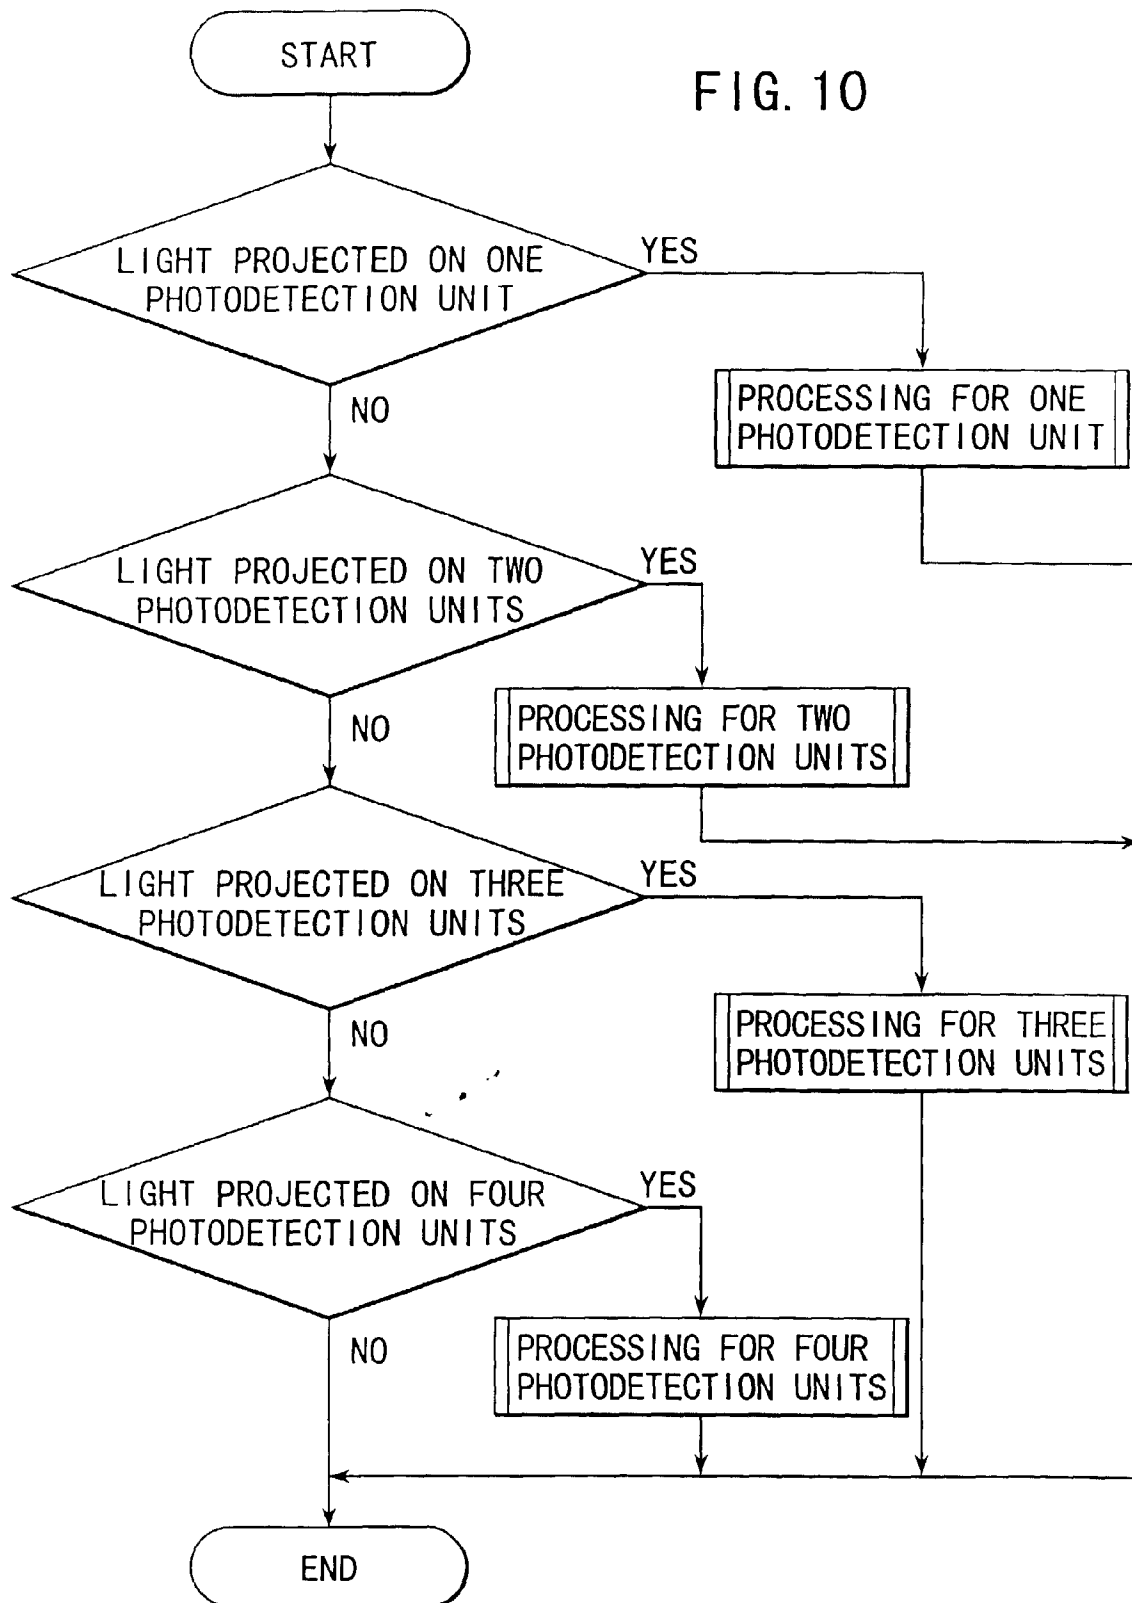 START
FIG. 10
LIGHT PROJECTED ON ONE
PHOTODETECTION UNIT
YES
NO
PROCESSING FOR ONE
PHOTODETECTION UNIT
LIGHT PROJECTED ON TWO
PHOTODETECTION UNITS
YES
NO
PROCESSING FOR TWO
PHOTODETECTION UNITS
LIGHT PROJECTED ON THREE
PHOTODETECTION UNITS
YES
NO
PROCESSING FOR THREE
PHOTODETECTION UNITS
LIGHT PROJECTED ON FOUR
PHOTODETECTION UNITS
YES
NO
PROCESSING FOR FOUR
PHOTODETECTION UNITS
END